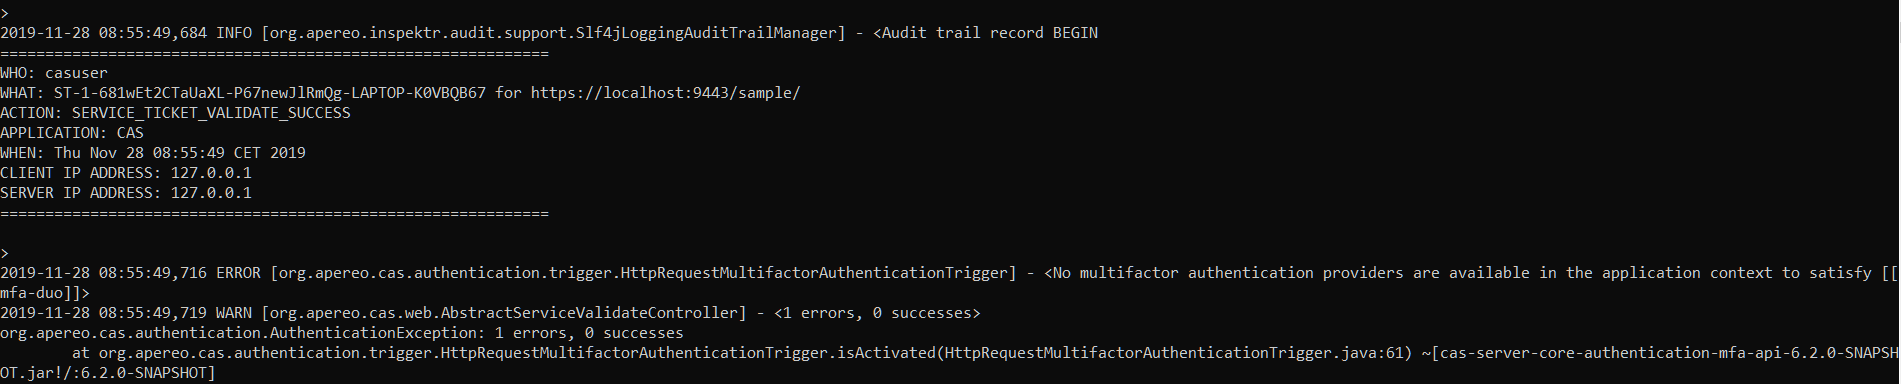 >
2019-11-28 08:55:49,684 INFO [org.apereo.inspektr.audit.support.Slf4jLoggingAuditTrailManager] - <Audit trail record BEGIN
=============================================================
WHO: casuser
WHAT: ST-1-681wEt2CTaUaXL-P67newJlRmQg-LAPTOP-K0VBQB67 for https://localhost:9443/sample/
ACTION: SERVICE_TICKET_VALIDATE_SUCCESS
APPLICATION: CAS
WHEN: Thu Nov 28 08:55:49 CET 2019
CLIENT IP ADDRESS: 127.0.0.1
SERVER IP ADDRESS: 127.0.0.1
=============================================================
>
2019-11-28 08:55:49,716 ERROR [org.apereo.cas.authentication.trigger.HttpRequestMultifactorAuthenticationTrigger] - <No multifactor authentication providers are available in the application context to satisfy [[
mfa-duo]]>
2019-11-28 08:55:49,719 WARN [org.apereo.cas.web.AbstractServiceValidateController] - <1 errors, 0 successes>
org.apereo.cas.authentication.AuthenticationException: 1 errors, 0 successes
        at org.apereo.cas.authentication.trigger.HttpRequestMultifactorAuthenticationTrigger.isActivated(HttpRequestMultifactorAuthenticationTrigger.java:61) ~[cas-server-core-authentication-mfa-api-6.2.0-SNAPSH
OT.jar!/:6.2.0-SNAPSHOT]